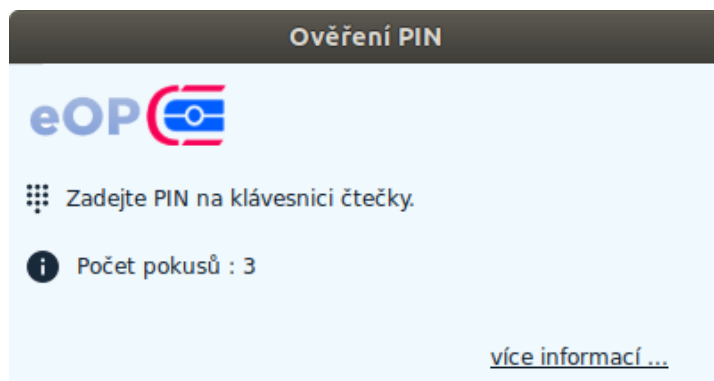 Ověření PIN
eOP
Zadejte PIN na klávesnici čtečky.
Počet pokusů : 3
více informací ...